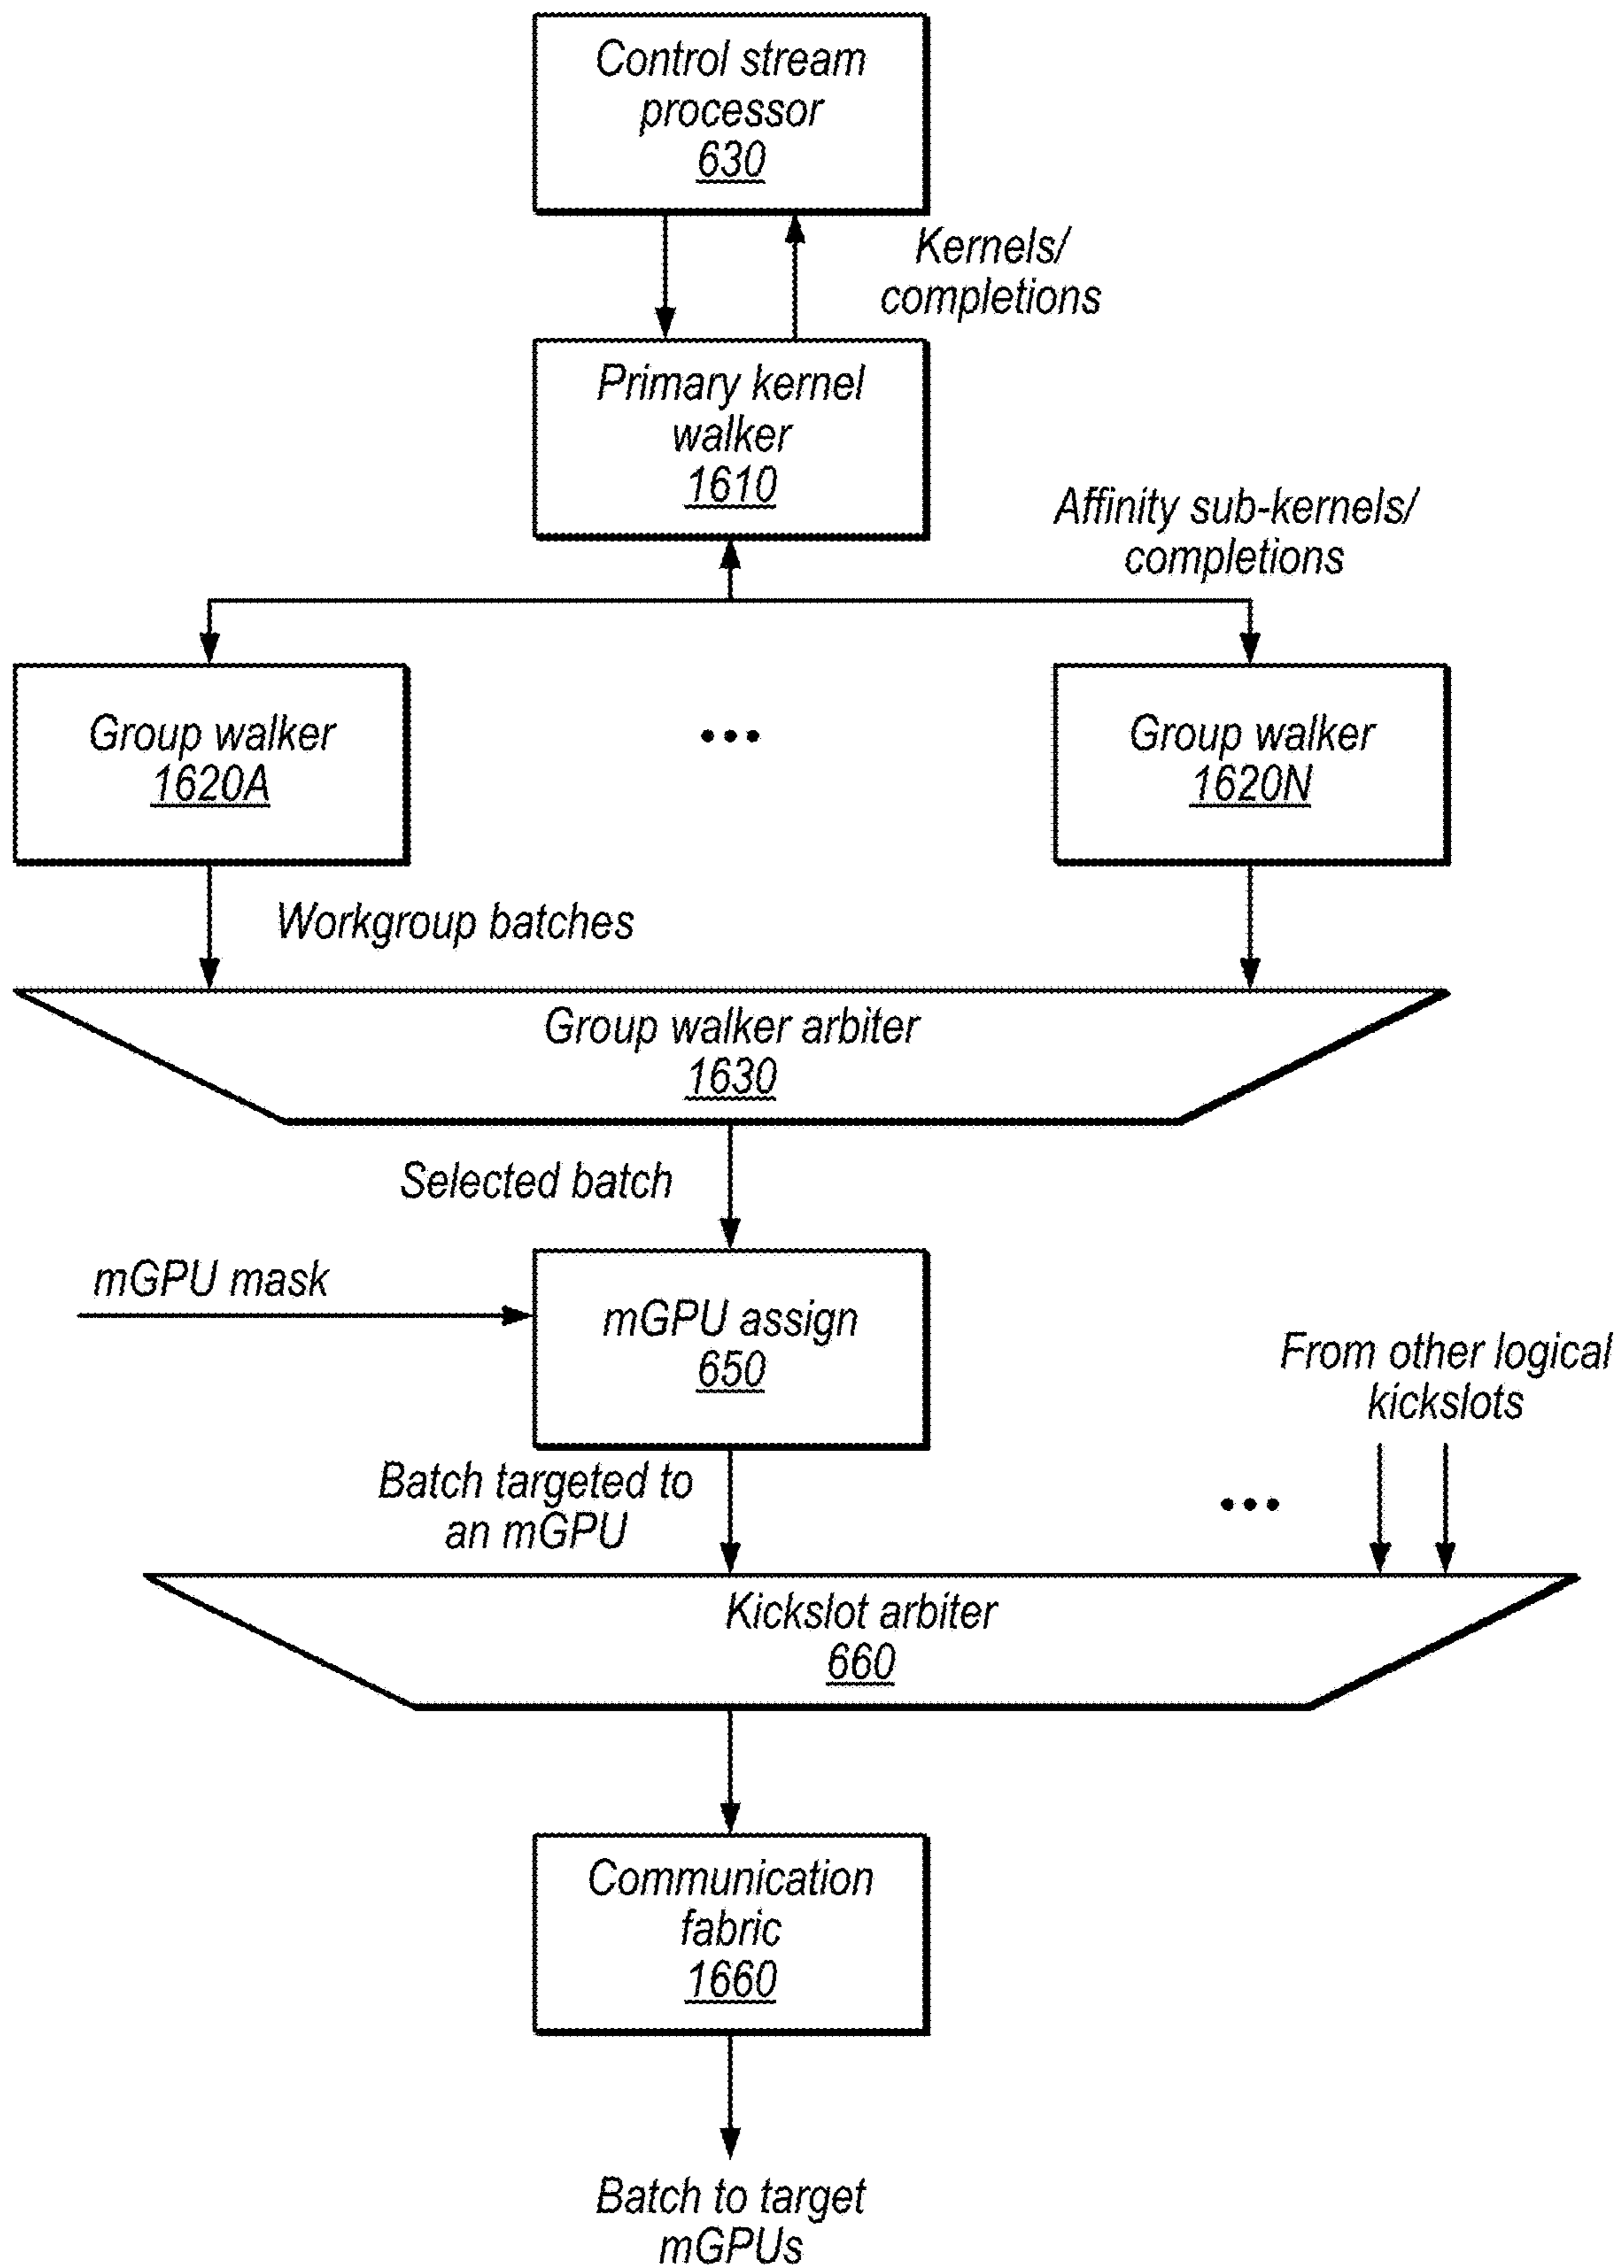 Control stream
processor
630
Kernels/
completions
Primary kernel
walker
1610
Affinity sub-kernels/
completions
Group walker
1620A
Group walker
1620N
Workgroup batches
Group walker arbiter
1630
Selected batch
mGPU mask
mGPU assign
650
From other logical
kickslots
Batch targeted to
an mGPU
Kickslot arbiter
660
Communication
fabric
1660
Batch to target
mGPUs